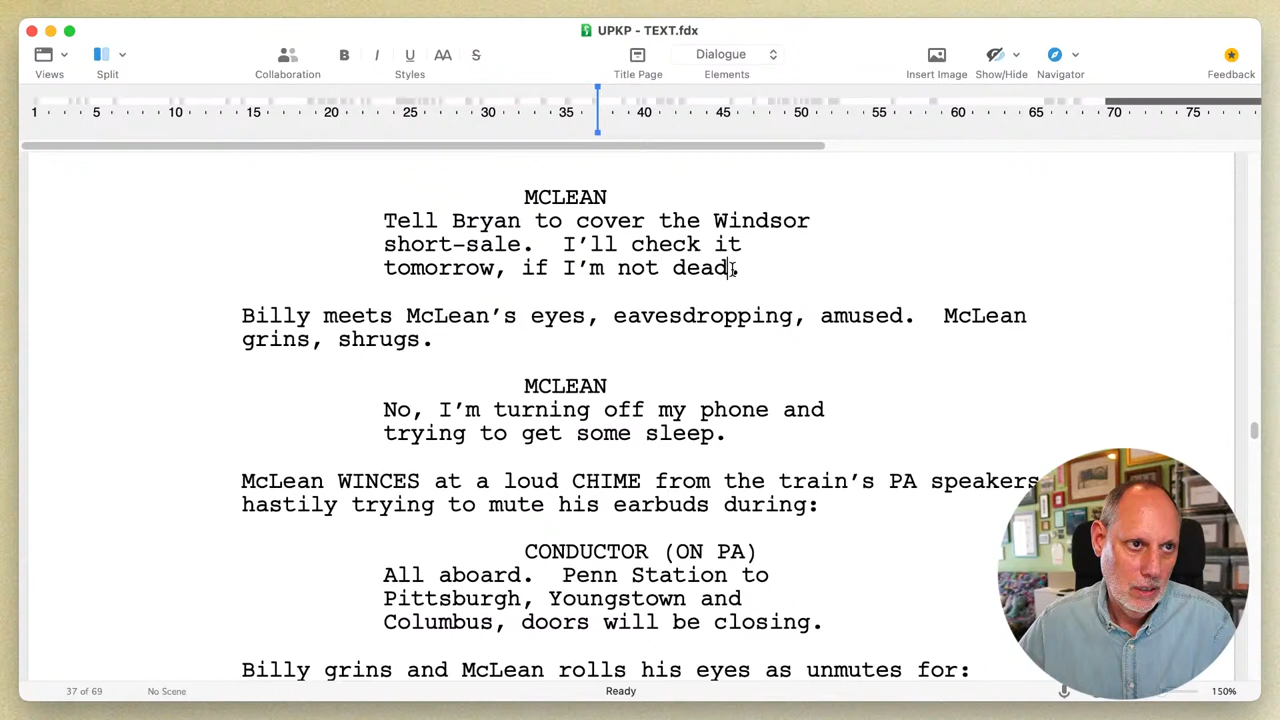 UPKP - TEXT.fdx
B I U AA S Dialogue
Views Split Collaboration Styles Title Page Elements Insert Image Show/Hide Navigator Feedback
1 5 10 15 20 25 30 35 40 45 50 55 60 65 70 75
MCLEAN
Tell Bryan to cover the Windsor
short-sale.  I’ll check it
tomorrow, if I’m not dead.
Billy meets McLean’s eyes, eavesdropping, amused.  McLean
grins, shrugs.
MCLEAN
No, I’m turning off my phone and
trying to get some sleep.
McLean WINCES at a loud CHIME from the train’s PA speakers
hastily trying to mute his earbuds during:
CONDUCTOR (ON PA)
All aboard.  Penn Station to
Pittsburgh, Youngstown and
Columbus, doors will be closing.
Billy grins and McLean rolls his eyes as unmutes for:
37 of 69 No Scene Ready 150%